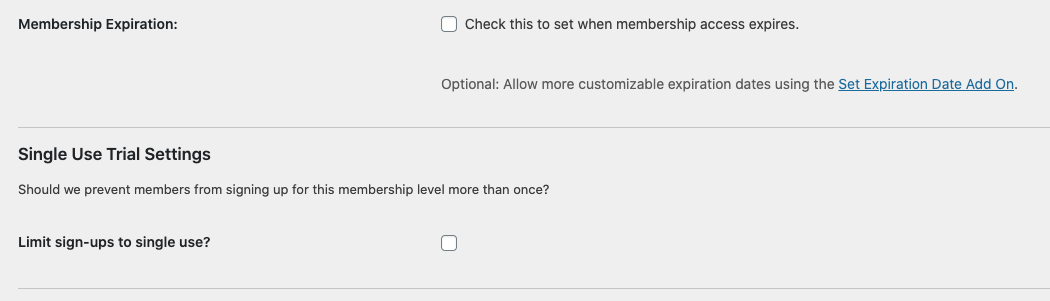 Membership Expiration:
Check this to set when membership access expires.
Optional: Allow more customizable expiration dates using the Set Expiration Date Add On.
Single Use Trial Settings
Should we prevent members from signing up for this membership level more than once?
Limit sign-ups to single use?